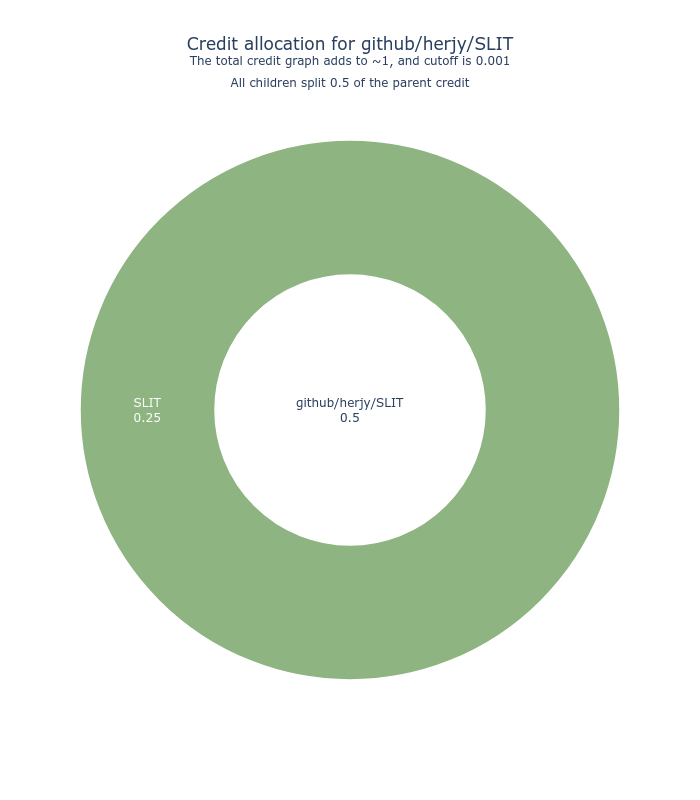 Credit allocation for github/herjy/SLIT
The total credit graph adds to ~1, and cutoff is 0.001
All children split 0.5 of the parent credit
SLIT
0.25
github/herjy/SLIT
0.5